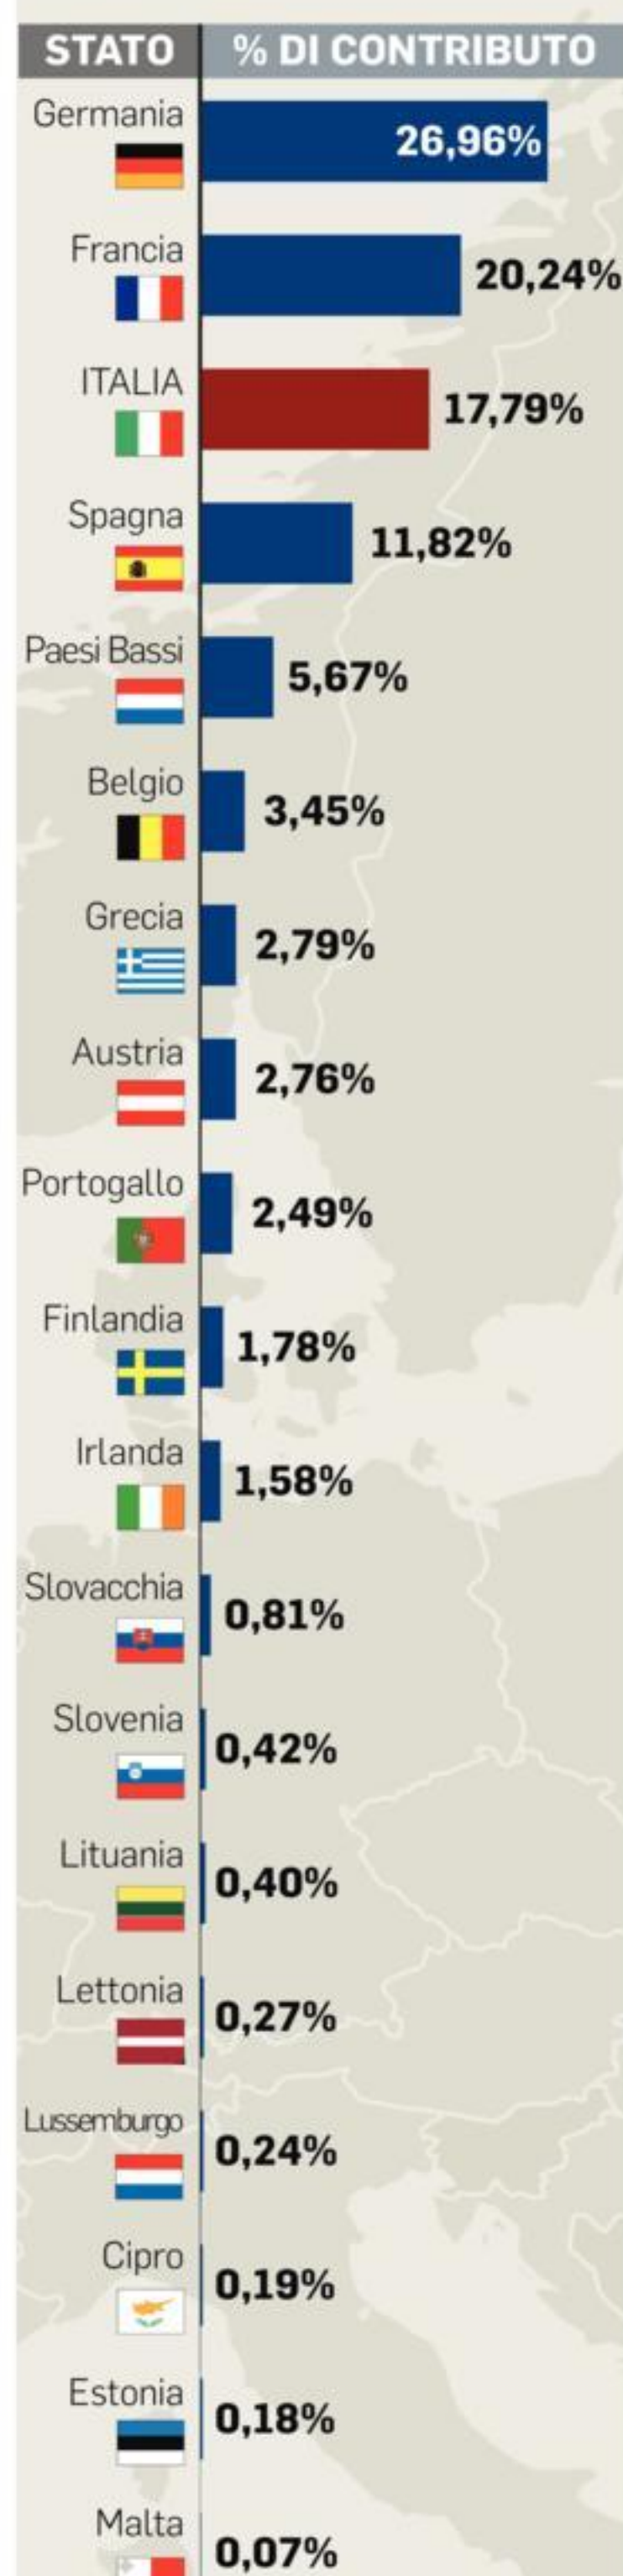 STATO % DI CONTRIBUTO
Germania 26,96%
Francia 20,24%
ITALIA 17,79%
Spagna 11,82%
Paesi Bassi 5,67%
Belgio 3,45%
Grecia 2,79%
Austria 2,76%
Portogallo 2,49%
Finlandia 1,78%
Irlanda 1,58%
Slovacchia 0,81%
Slovenia 0,42%
Lituania 0,40%
Lettonia 0,27%
Lussemburgo 0,24%
Cipro 0,19%
Estonia 0,18%
Malta 0,07%